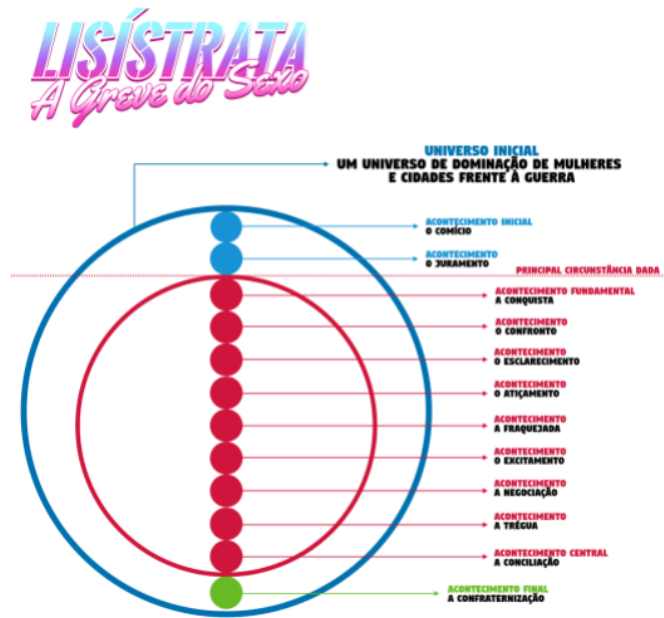 LISÍSTRATA
A Greve do Sexo
UNIVERSO INICIAL
UM UNIVERSO DE DOMINAÇÃO DE MULHERES
E CIDADES FRENTE À GUERRA
ACONTECIMENTO INICIAL
O COMÍCIO
ACONTECIMENTO
O JURAMENTO
PRINCIPAL CIRCUNSTÂNCIA DADA
ACONTECIMENTO FUNDAMENTAL
A CONQUISTA
ACONTECIMENTO
O CONFRONTO
ACONTECIMENTO
O ESCLARECIMENTO
ACONTECIMENTO
O ATIÇAMENTO
ACONTECIMENTO
A FRAQUEJADA
ACONTECIMENTO
O EXCITAMENTO
ACONTECIMENTO
A NEGOCIAÇÃO
ACONTECIMENTO
A TRÉGUA
ACONTECIMENTO CENTRAL
A CONCILIAÇÃO
ACONTECIMENTO FINAL
A CONFRATERNIZAÇÃO